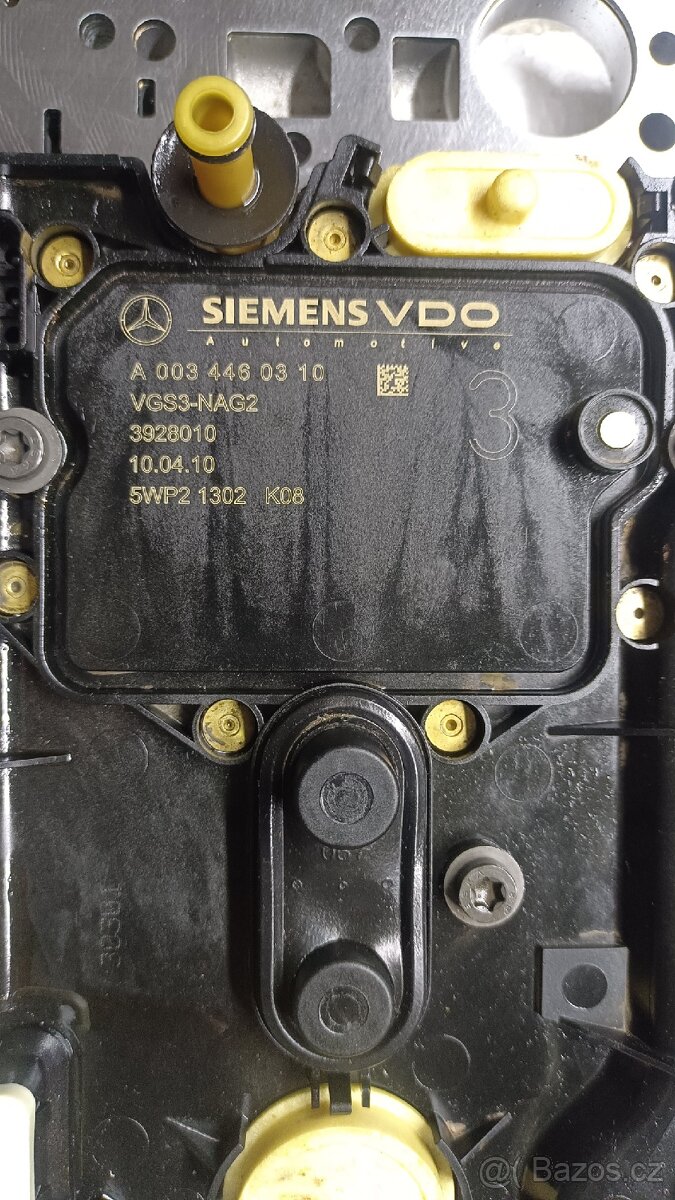 SIEMENS VDO
Automotive
A 003 446 03 10
VGS3-NAG2
3
3928010
10.04.10
5WP2 1302 K08
30301
@ Bazos.cz